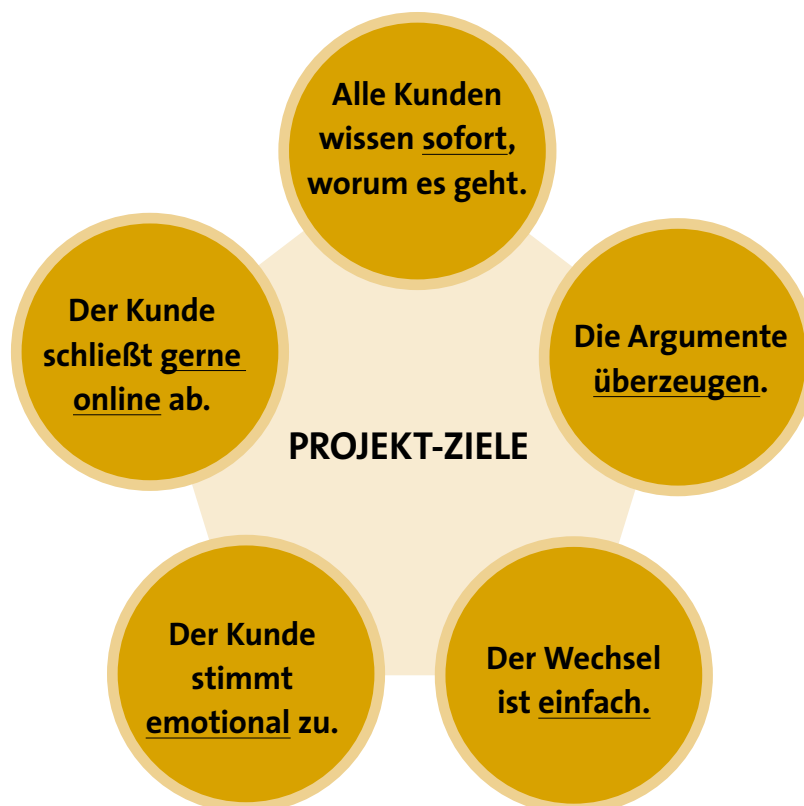 Alle Kunden
wissen sofort,
worum es geht.
Die Argumente
überzeugen.
Der Wechsel
ist einfach.
Der Kunde
stimmt
emotional zu.
Der Kunde
schließt gerne
online ab.
PROJEKT-ZIELE